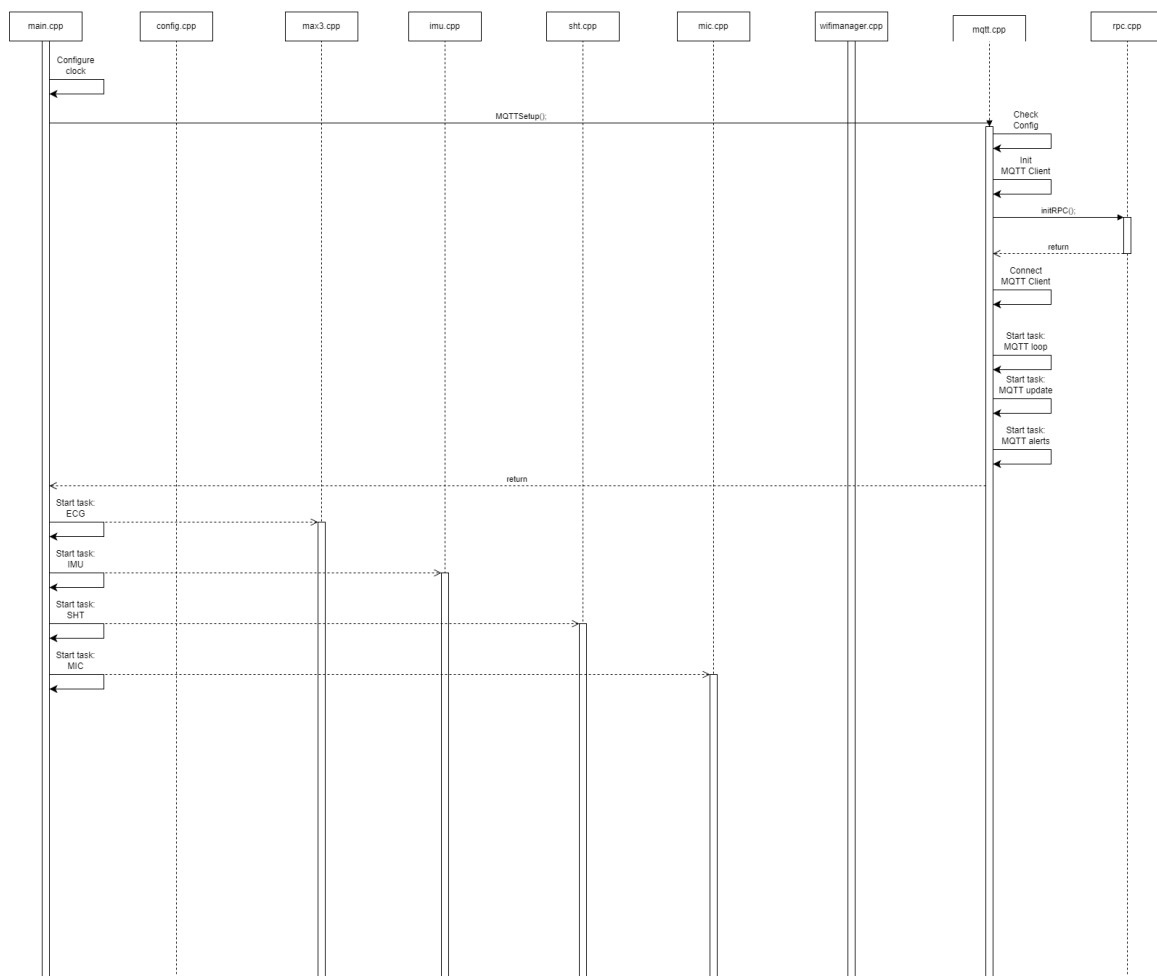 main.cpp
config.cpp
max3.cpp
imu.cpp
sht.cpp
mic.cpp
wifimanager.cpp
mqtt.cpp
rpc.cpp
Configure
clock
MQTTSetup();
Check
Config
Init
MQTT Client
initRPC();
return
Connect
MQTT Client
Start task:
MQTT loop
Start task:
MQTT update
Start task:
MQTT alerts
return
Start task:
ECG
Start task:
IMU
Start task:
SHT
Start task:
MIC